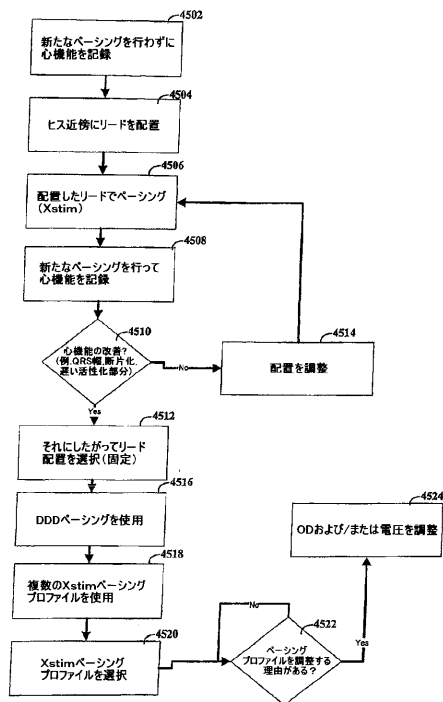 4502
新たなペーシングを行わずに
心機能を記録
4504
ヒス近傍にリードを配置
4506
配置したリードでペーシング
(Xstim)
4508
新たなペーシングを行って
心機能を記録
4510
心機能の改善?
(例,QRS幅,断片化,
遅い活性化部分)
No
4514
配置を調整
Yes
4512
それにしたがってリード
配置を選択(固定)
4516
DDDペーシングを使用
4518
複数のXstimペーシング
プロファイルを使用
4520
Xstimペーシング
プロファイルを選択
No
4522
ペーシング
プロファイルを調整する
理由がある?
Yes
4524
ODおよび/または電圧を調整